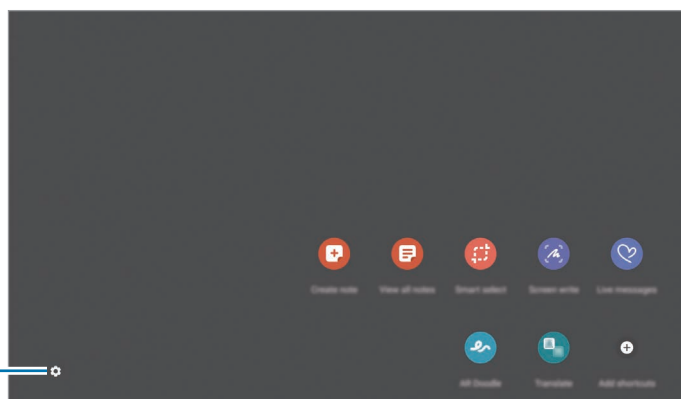 Create note View all notes Smart select Screen write Live messages
AR Doodle Translate Add shortcuts